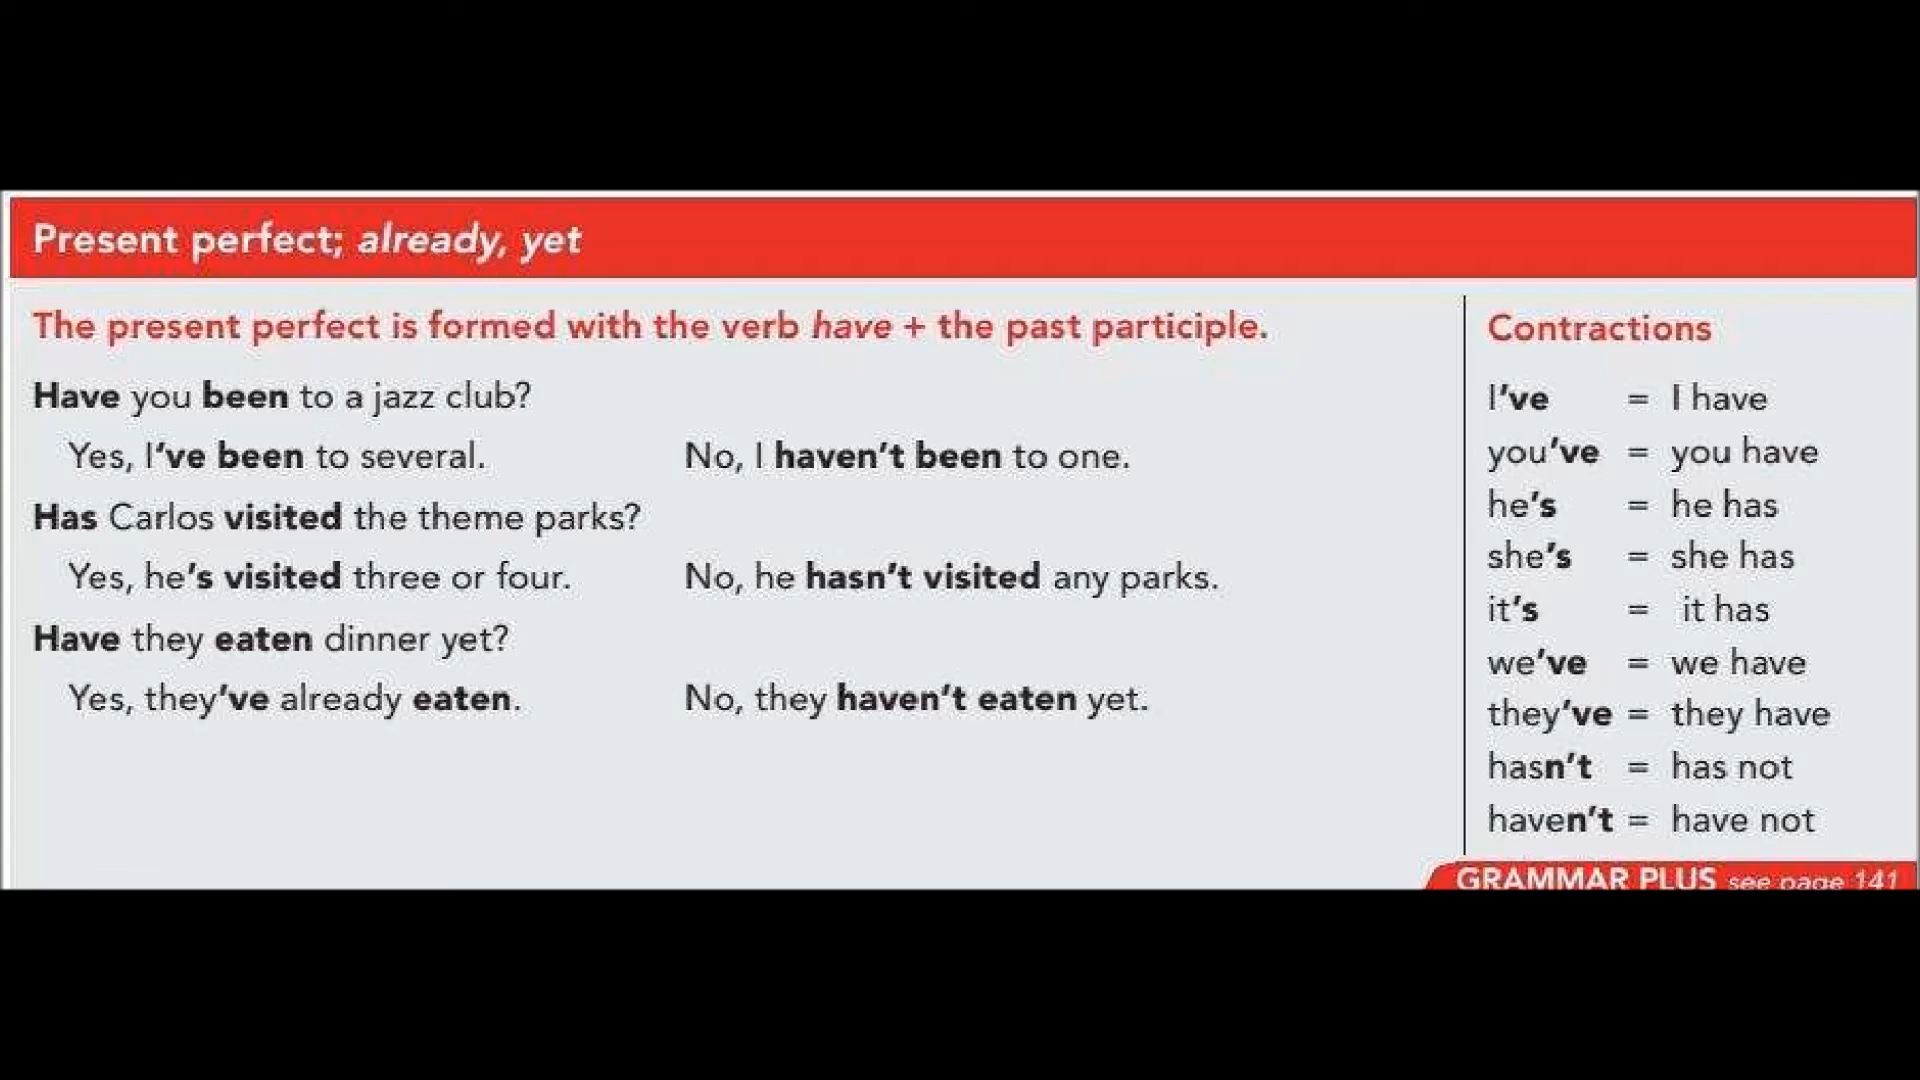 Present perfect; already, yet
The present perfect is formed with the verb have + the past participle.
Have you been to a jazz club?
Yes, I've been to several. No, I haven't been to one.
Has Carlos visited the theme parks?
Yes, he's visited three or four. No, he hasn't visited any parks.
Have they eaten dinner yet?
Yes, they've already eaten. No, they haven't eaten yet.
Contractions
I've = I have
you've = you have
he's = he has
she's = she has
it's = it has
we've = we have
they've = they have
hasn't = has not
haven't = have not
GRAMMAR PLUS see page 141